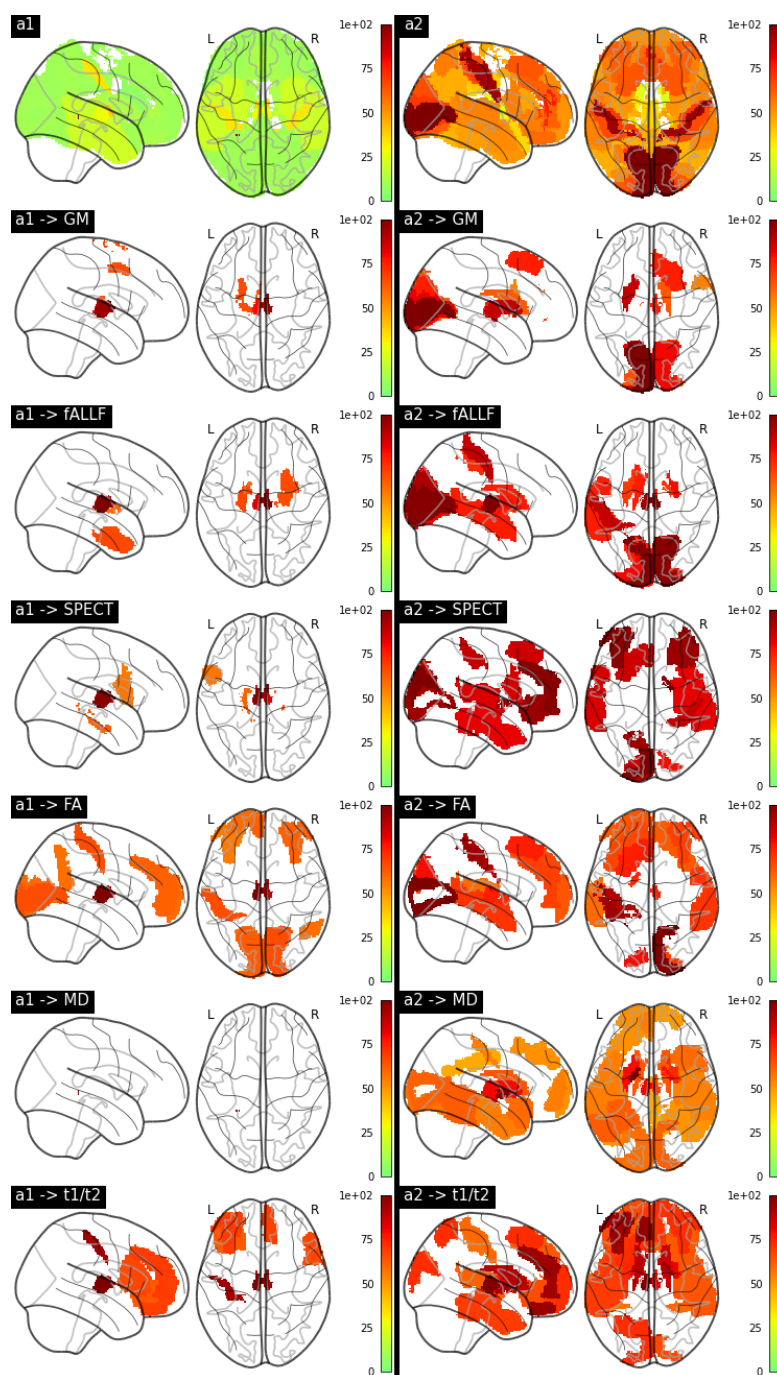 a1
L
R
1e+02
75
50
25
0
a2
L
R
1e+02
75
50
25
0
a1 -> GM
L
R
1e+02
75
50
25
0
a2 -> GM
L
R
1e+02
75
50
25
0
a1 -> fALLF
L
R
1e+02
75
50
25
0
a2 -> fALLF
L
R
1e+02
75
50
25
0
a1 -> SPECT
L
R
1e+02
75
50
25
0
a2 -> SPECT
L
R
1e+02
75
50
25
0
a1 -> FA
L
R
1e+02
75
50
25
0
a2 -> FA
L
R
1e+02
75
50
25
0
a1 -> MD
L
R
1e+02
75
50
25
0
a2 -> MD
L
R
1e+02
75
50
25
0
a1 -> t1/t2
L
R
1e+02
75
50
25
0
a2 -> t1/t2
L
R
1e+02
75
50
25
0